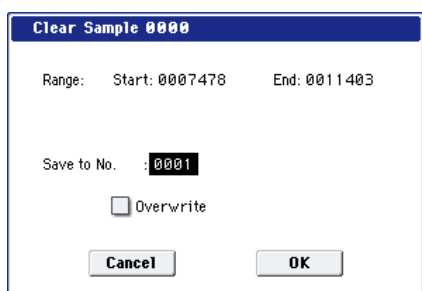 Clear Sample 0000
Range: Start: 0007478 End: 0011403
Save to No. : 0001
Overwrite
Cancel OK